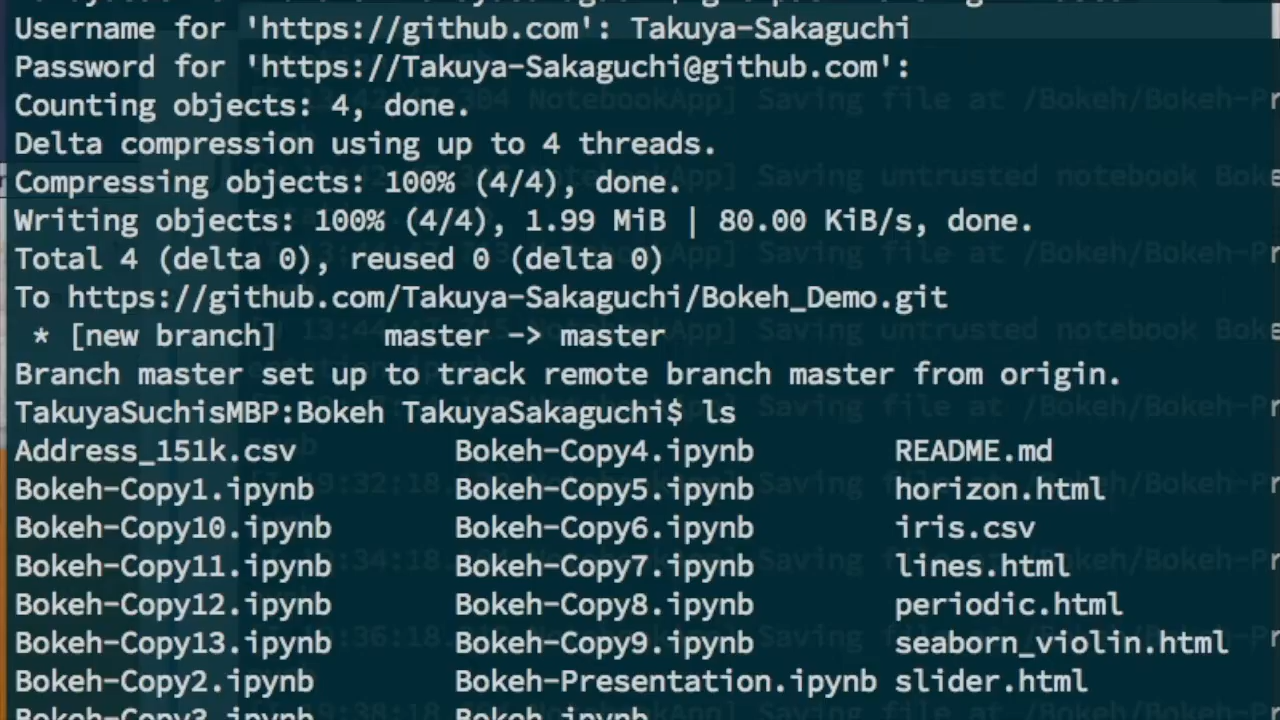 Username for 'https://github.com': Takuya-Sakaguchi
Password for 'https://Takuya-Sakaguchi@github.com':
Counting objects: 4, done.
Delta compression using up to 4 threads.
Compressing objects: 100% (4/4), done.
Writing objects: 100% (4/4), 1.99 MiB | 80.00 KiB/s, done.
Total 4 (delta 0), reused 0 (delta 0)
To https://github.com/Takuya-Sakaguchi/Bokeh_Demo.git
 * [new branch]      master -> master
Branch master set up to track remote branch master from origin.
TakuyaSuchisMBP:Bokeh TakuyaSakaguchi$ ls
Address_151k.csv         Bokeh-Copy4.ipynb        README.md
Bokeh-Copy1.ipynb        Bokeh-Copy5.ipynb        horizon.html
Bokeh-Copy10.ipynb       Bokeh-Copy6.ipynb        iris.csv
Bokeh-Copy11.ipynb       Bokeh-Copy7.ipynb        lines.html
Bokeh-Copy12.ipynb       Bokeh-Copy8.ipynb        periodic.html
Bokeh-Copy13.ipynb       Bokeh-Copy9.ipynb        seaborn_violin.html
Bokeh-Copy2.ipynb        Bokeh-Presentation.ipynb slider.html
Bokeh-Copy3.ipynb        Bokeh.ipynb